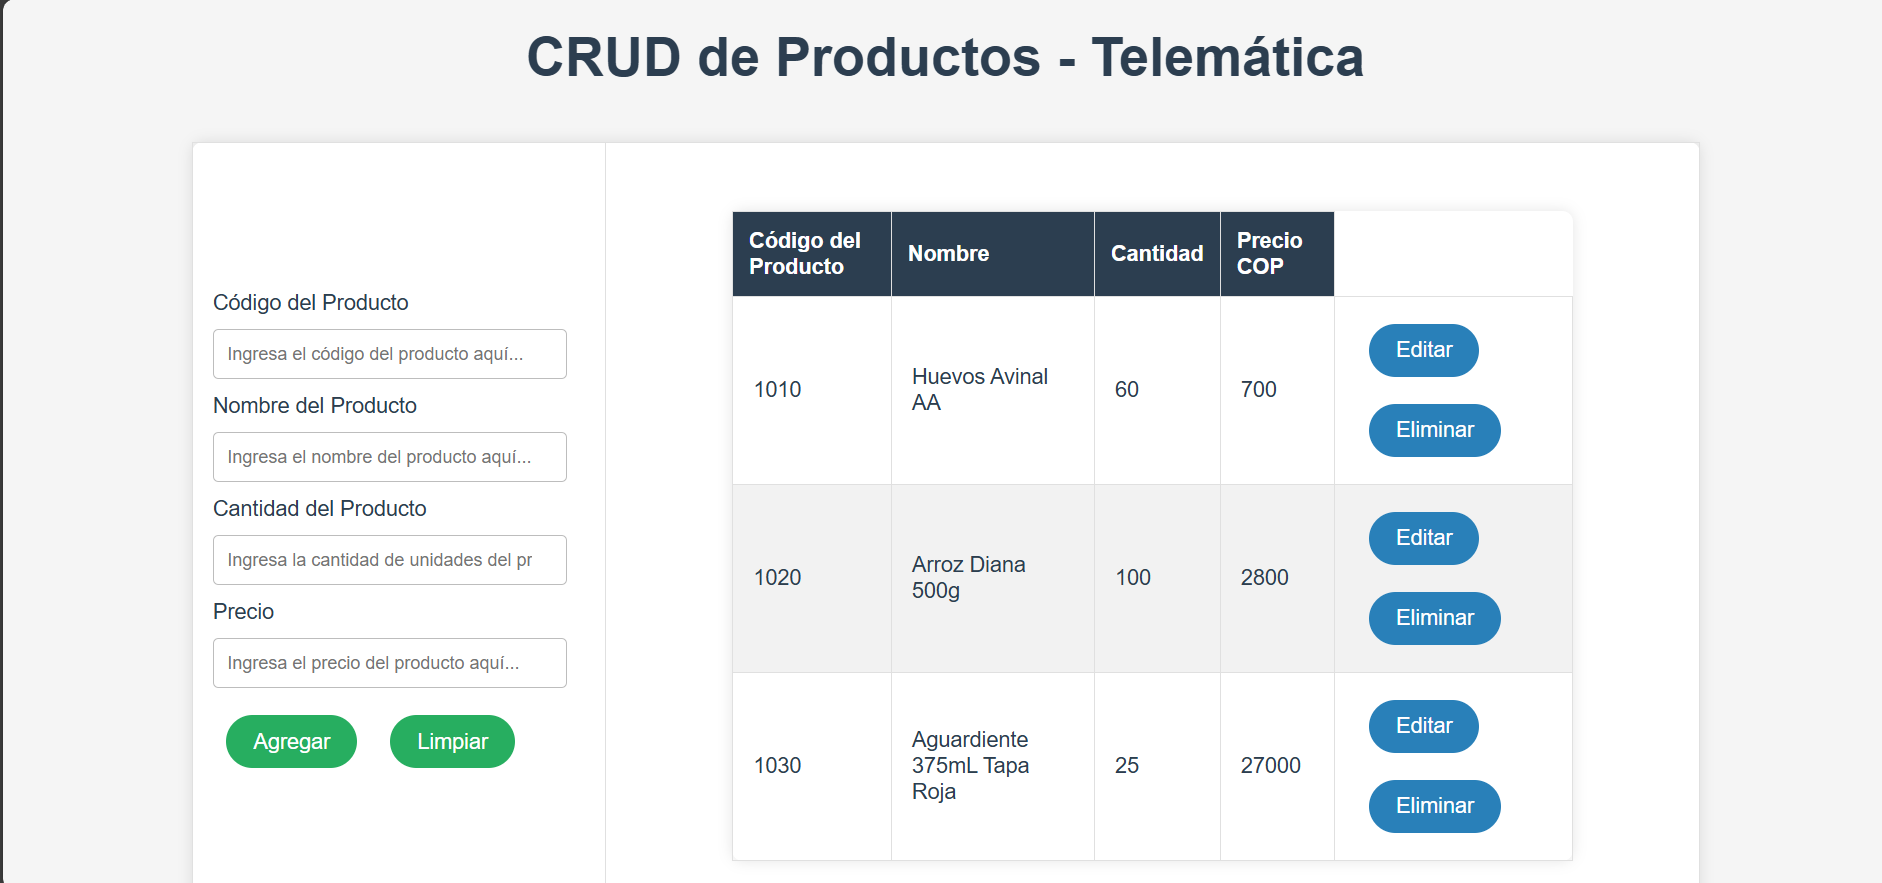 CRUD de Productos - Telemática
Código del Producto
Ingresa el código del producto aquí...
Nombre del Producto
Ingresa el nombre del producto aquí...
Cantidad del Producto
Ingresa la cantidad de unidades del pr
Precio
Ingresa el precio del producto aquí...
Agregar
Limpiar
Código del
Producto
Nombre
Cantidad
Precio
COP
1010
Huevos Avinal
AA
60
700
Editar
Eliminar
1020
Arroz Diana
500g
100
2800
Editar
Eliminar
1030
Aguardiente
375mL Tapa
Roja
25
27000
Editar
Eliminar